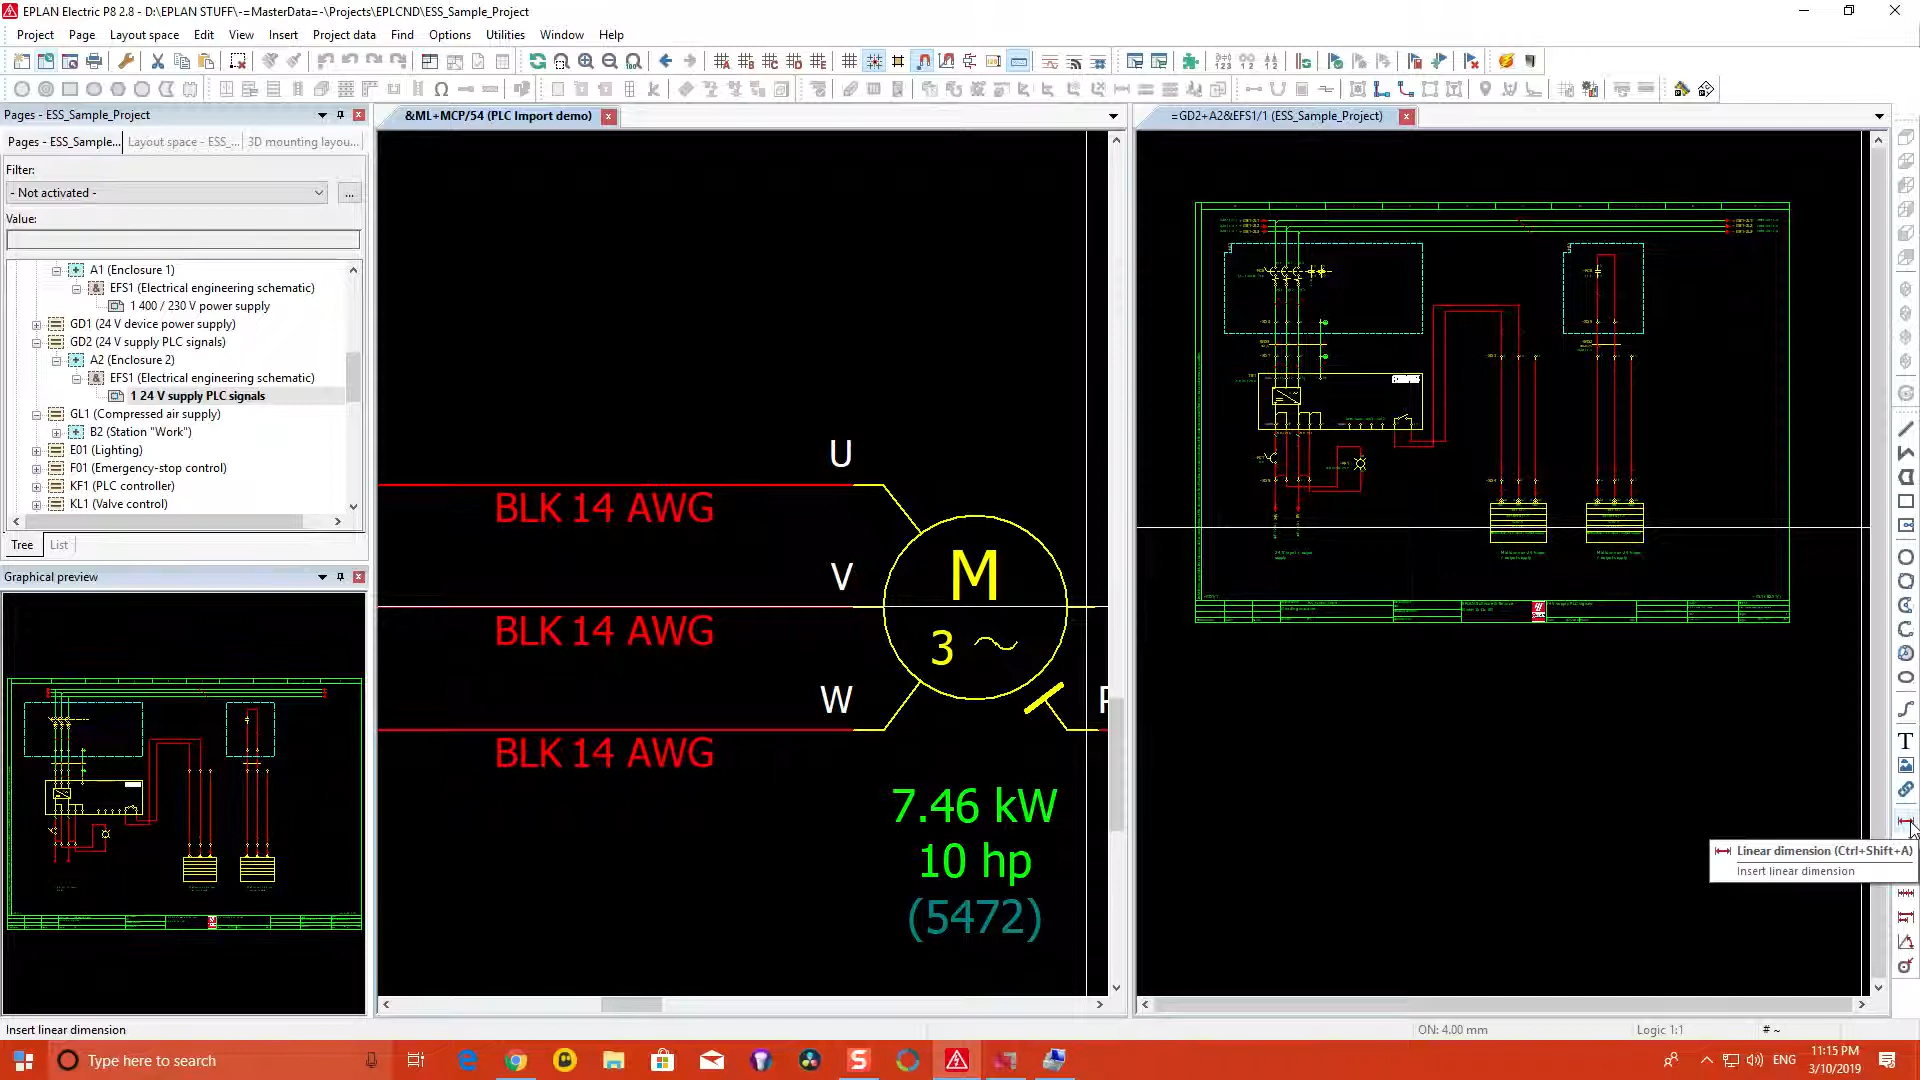 EPLAN Electric P8 2.8 - D:\EPLAN STUFF\-=MasterData=-\Projects\EPLCND\ESS_Sample_Project
Project Page Layout space Edit View Insert Project data Find Options Utilities Window Help
Pages - ESS_Sample_Project
Pages - ESS_Sample... Layout space - ESS_... 3D mounting layou...
Filter:
- Not activated -
...
Value:
A1 (Enclosure 1)
EFS1 (Electrical engineering schematic)
1 400 / 230 V power supply
GD1 (24 V device power supply)
GD2 (24 V supply PLC signals)
A2 (Enclosure 2)
EFS1 (Electrical engineering schematic)
1 24 V supply PLC signals
GL1 (Compressed air supply)
B2 (Station "Work")
E01 (Lighting)
F01 (Emergency-stop control)
KF1 (PLC controller)
KL1 (Valve control)
Tree List
Graphical preview
&ML+MCP/54 (PLC Import demo)
U
BLK 14 AWG
V
BLK 14 AWG
W
BLK 14 AWG
M
3
7.46 kW
10 hp
(5472)
=GD2+A2&EFS1/1 (ESS_Sample_Project)
T
Linear dimension (Ctrl+Shift+A)
Insert linear dimension
Insert linear dimension
ON: 4.00 mm
Logic 1:1
# ~
Type here to search
ENG
11:15 PM
3/10/2019